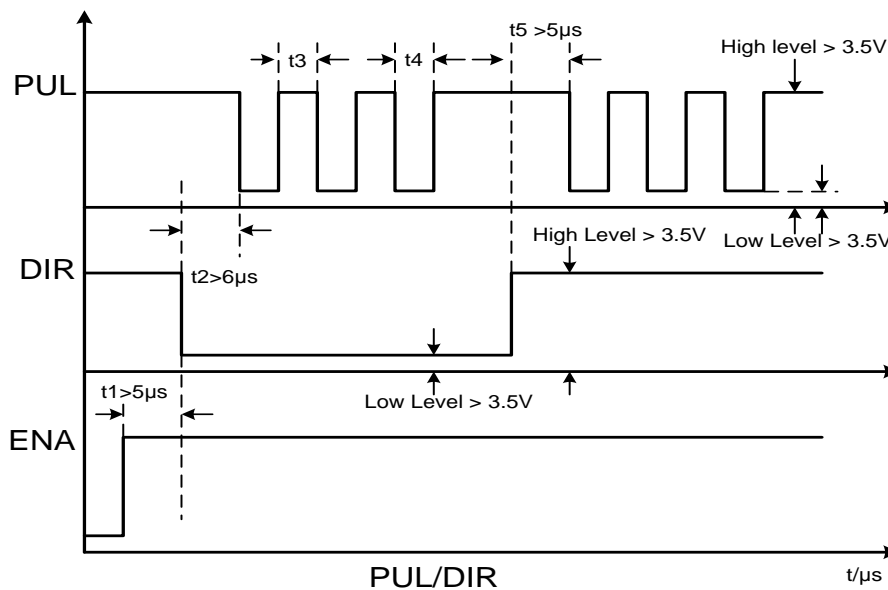 t5 >5µs
High level > 3.5V
t3
t4
PUL
High Level > 3.5V
Low Level > 3.5V
DIR
t2>6µs
t1>5µs
Low Level > 3.5V
ENA
PUL/DIR
t/µs